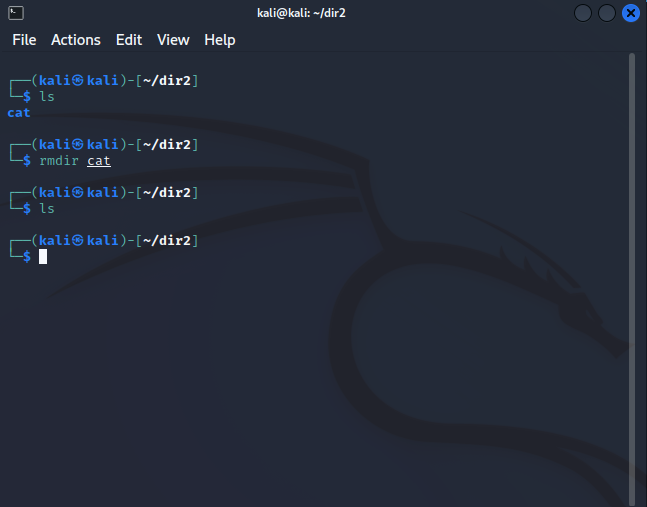 kali@kali: ~/dir2
File Actions Edit View Help
┌──(kali㉿kali)-[~/dir2]
└─$ ls
cat
┌──(kali㉿kali)-[~/dir2]
└─$ rmdir cat
┌──(kali㉿kali)-[~/dir2]
└─$ ls
┌──(kali㉿kali)-[~/dir2]
└─$